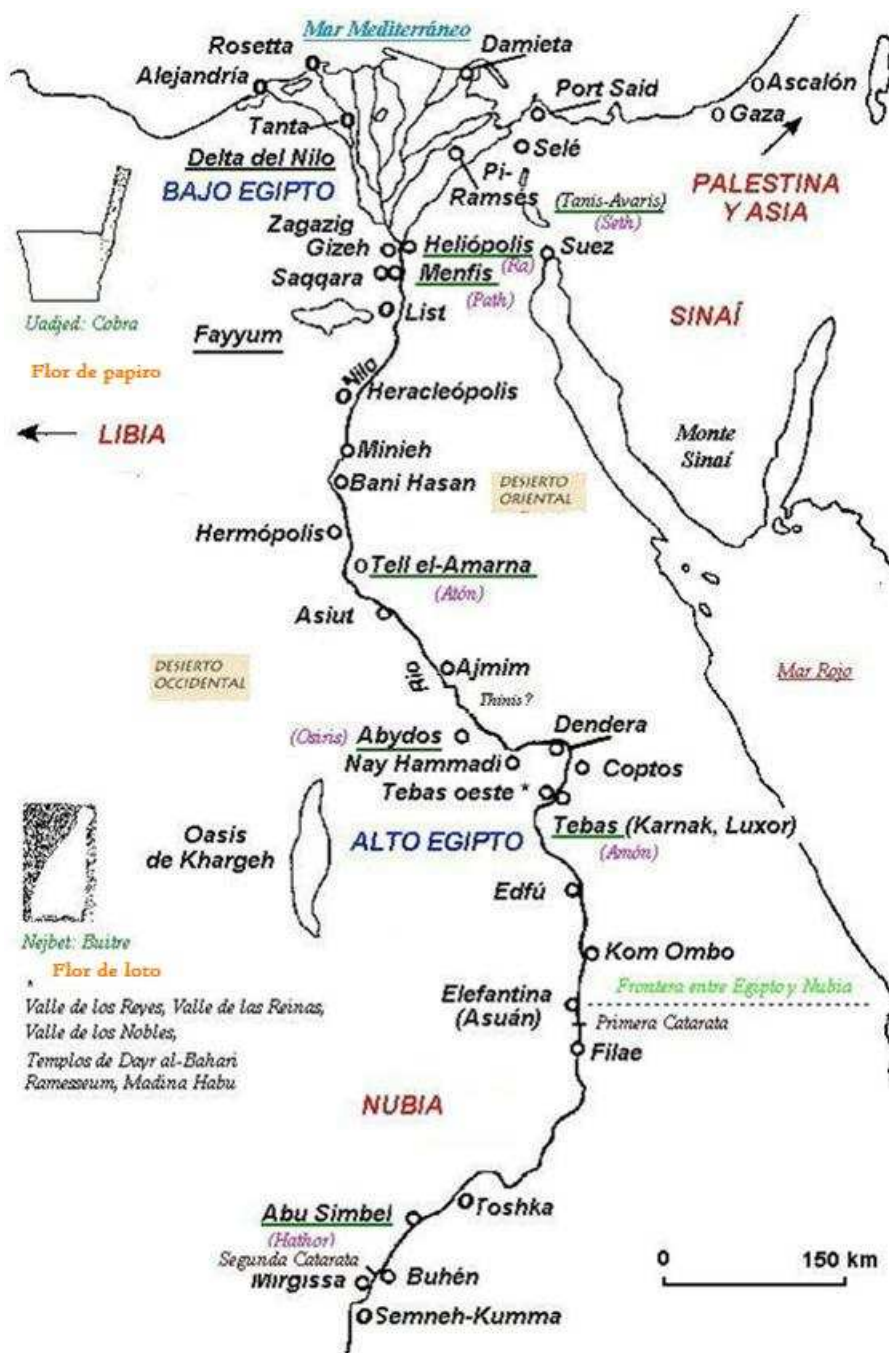 Mar Mediterráneo
Rosetta
Damieta
Alejandría
Port Said
Ascalón
Gaza
Tanta
Selé
Delta del Nilo
Pi-
Ramsés
BAJO EGIPTO
PALESTINA
Y ASIA
(Tanis-Avaris)
(Seth)
Zagazig
Gizeh
Heliópolis
(Ra)
Suez
Saqqara
Menfis
(Path)
Uadjed: Cobra
List
SINAÍ
Fayyum
Flor de papiro
Nilo
Heracleópolis
LIBIA
Minieh
Monte
Sinaí
Bani Hasan
DESIERTO
ORIENTAL
Hermópolis
Tell el-Amarna
(Atón)
Asiut
DESIERTO
OCCIDENTAL
Rio
Ajmim
Mar Rojo
Thinis?
(Osiris)
Abydos
Dendera
Nay Hammadi
Coptos
Tebas oeste *
Oasis
de Khargeh
ALTO EGIPTO
Tebas (Karnak, Luxor)
(Amón)
Edfú
Nejbet: Buitre
Flor de loto
Kom Ombo
*
Valle de los Reyes, Valle de las Reinas,
Valle de los Nobles,
Templos de Dayr al-Bahari
Ramesseum, Madina Habu
Frontera entre Egipto y Nubia
Elefantina
(Asuán)
Primera Catarata
Filae
NUBIA
Toshka
Abu Simbel
(Hathor)
Segunda Catarata
Mirgissa
Buhén
Semneh-Kumma
0 150 km